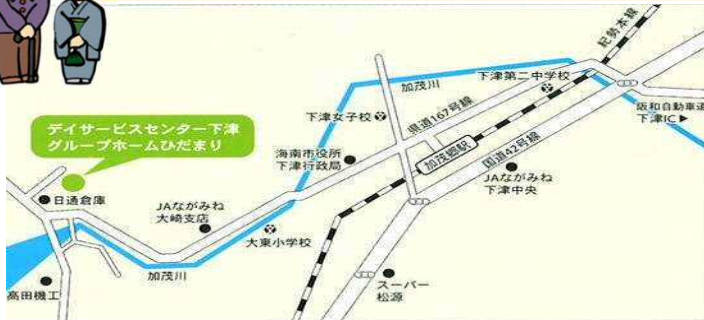 紀勢本線
加茂川
下津第二中学校
阪和自動車道
下津IC▶
下津女子校
県道167号線
デイサービスセンター下津
グループホームひだまり
海南市役所
下津行政局
加茂郷駅
国道42号線
JAながみね
下津中央
日通倉庫
JAながみね
大崎支店
大東小学校
加茂川
高田機工
スーパー
松源